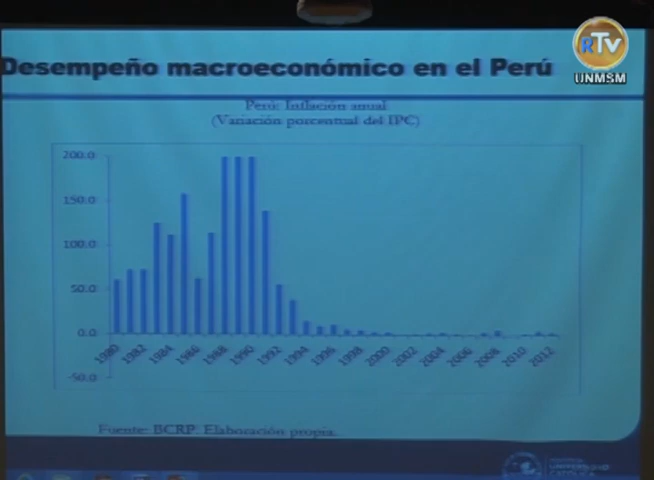 RTV
UNMSM
Desempeño macroeconómico en el Perú
Perú: Inflación anual
(Variación porcentual del IPC)
200.0
150.0
100.0
50.0
0.0
-50.0
1980 1982 1984 1986 1988 1990 1992 1994 1996 1998 2000 2002 2004 2006 2008 2010 2012
Fuente: BCRP. Elaboración propia.
UNIVERSIDAD
CATÓLICA